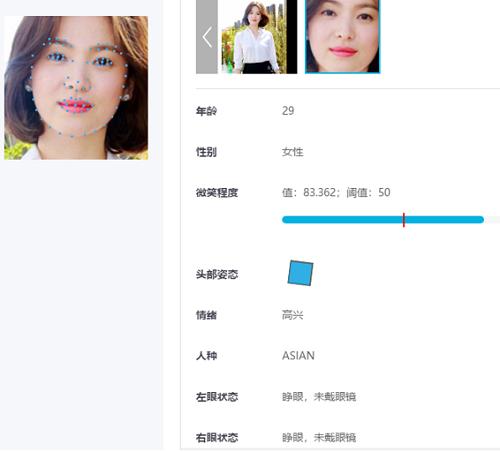 年龄 29
性别 女性
微笑程度 值：83.362；阈值：50
头部姿态
情绪 高兴
人种 ASIAN
左眼状态 睁眼，未戴眼镜
右眼状态 睁眼，未戴眼镜